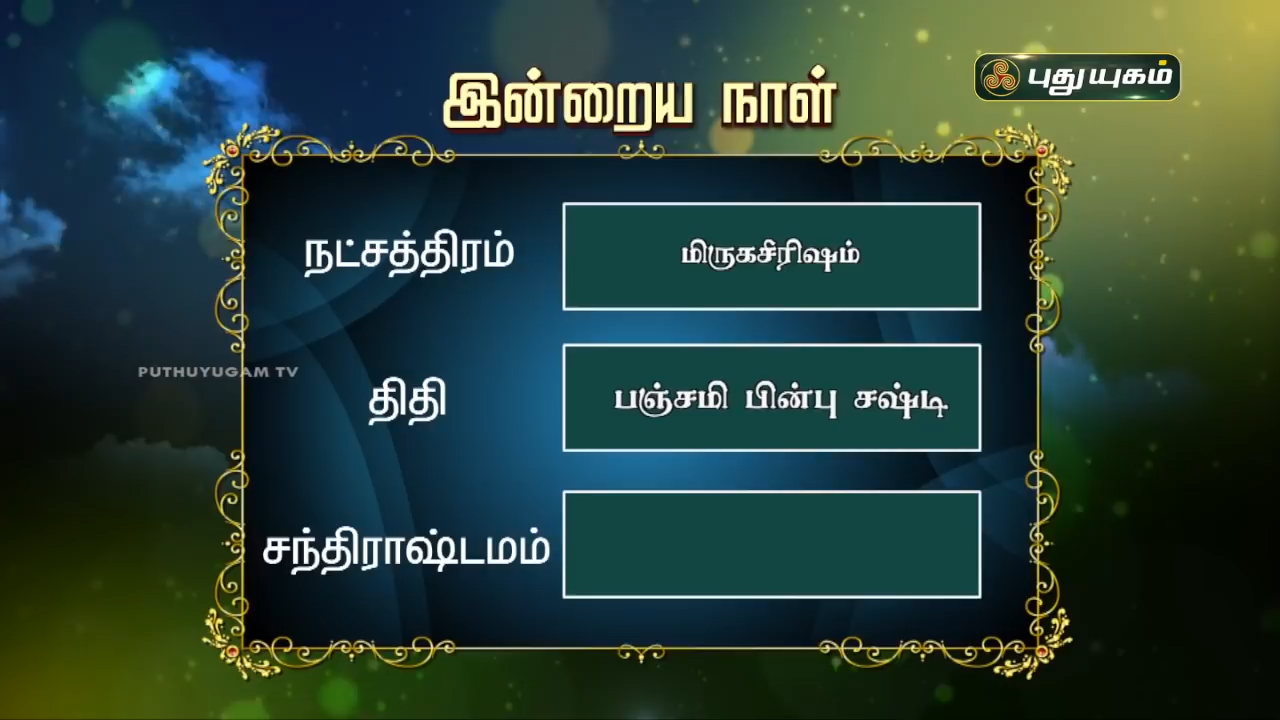 இன்றைய நாள்
புதுயுகம்
நட்சத்திரம்
மிருகசீரிஷம்
PUTHUYUGAM TV
திதி
பஞ்சமி பின்பு சஷ்டி
சந்திராஷ்டமம்